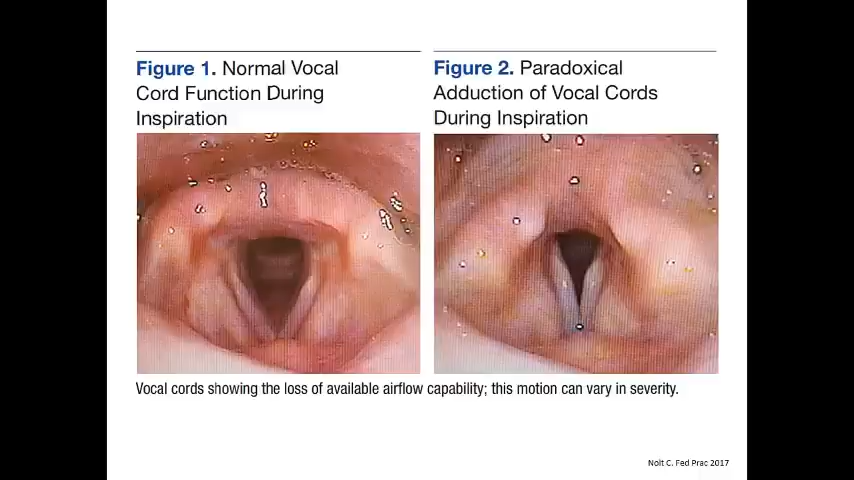 Figure 1. Normal Vocal
Cord Function During
Inspiration
Figure 2. Paradoxical
Adduction of Vocal Cords
During Inspiration
Vocal cords showing the loss of available airflow capability; this motion can vary in severity.
Nolt C. Fed Prac 2017